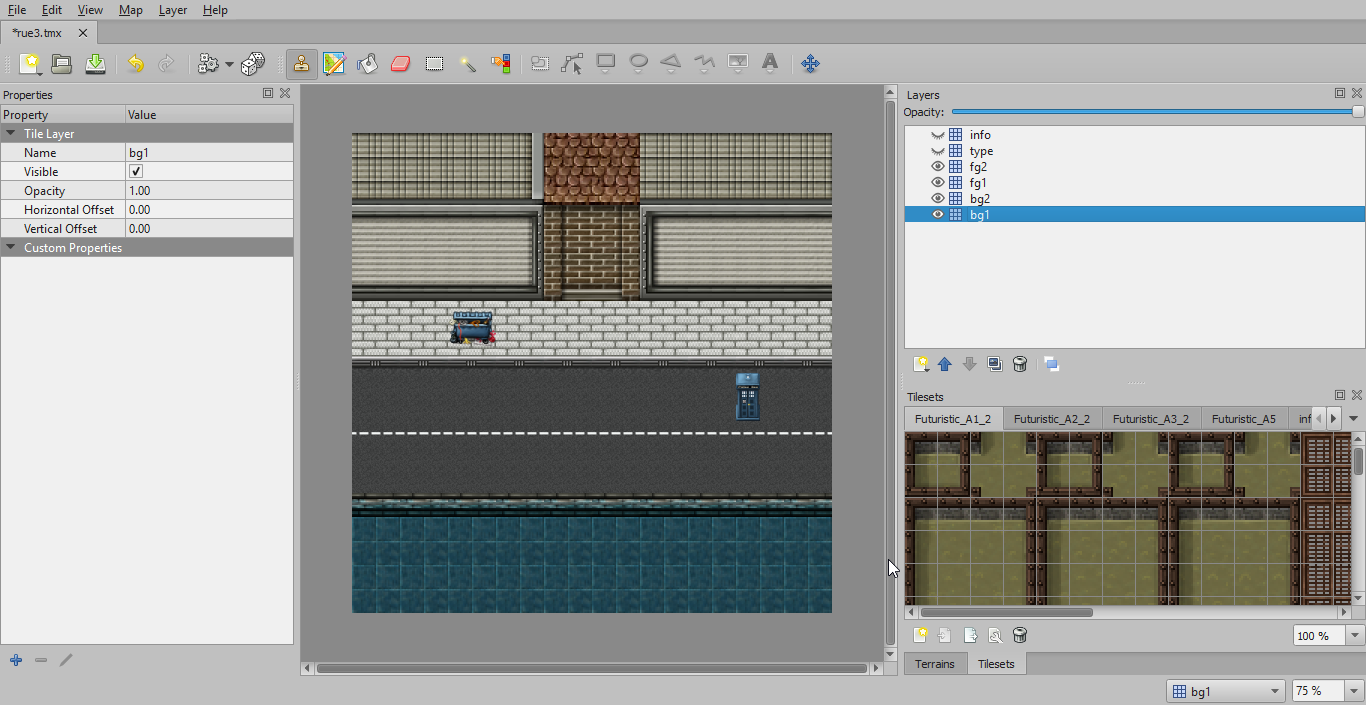 File Edit View Map Layer Help
*rue3.tmx
Properties
Property Value
Tile Layer
Name bg1
Visible
Opacity 1.00
Horizontal Offset 0.00
Vertical Offset 0.00
Custom Properties
Layers
Opacity:
info
type
fg2
fg1
bg2
bg1
Tilesets
Futuristic_A1_2 Futuristic_A2_2 Futuristic_A3_2 Futuristic_A5 inf
100 %
Terrains Tilesets
bg1 75 %